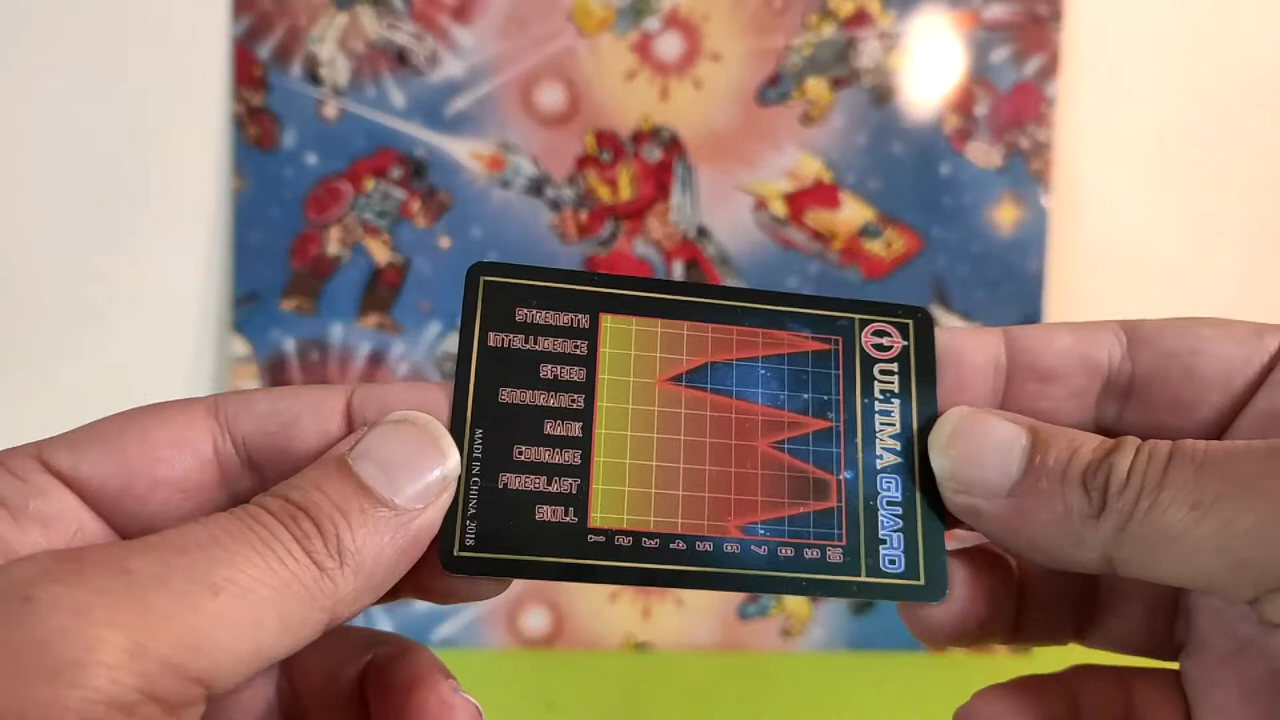 ULTIMA GUARD
STRENGTH
INTELLIGENCE
SPEED
ENDURANCE
RANK
COURAGE
FIREBLAST
SKILL
1 2 3 4 5 6 7 8 9 10
MADE IN CHINA. 2018